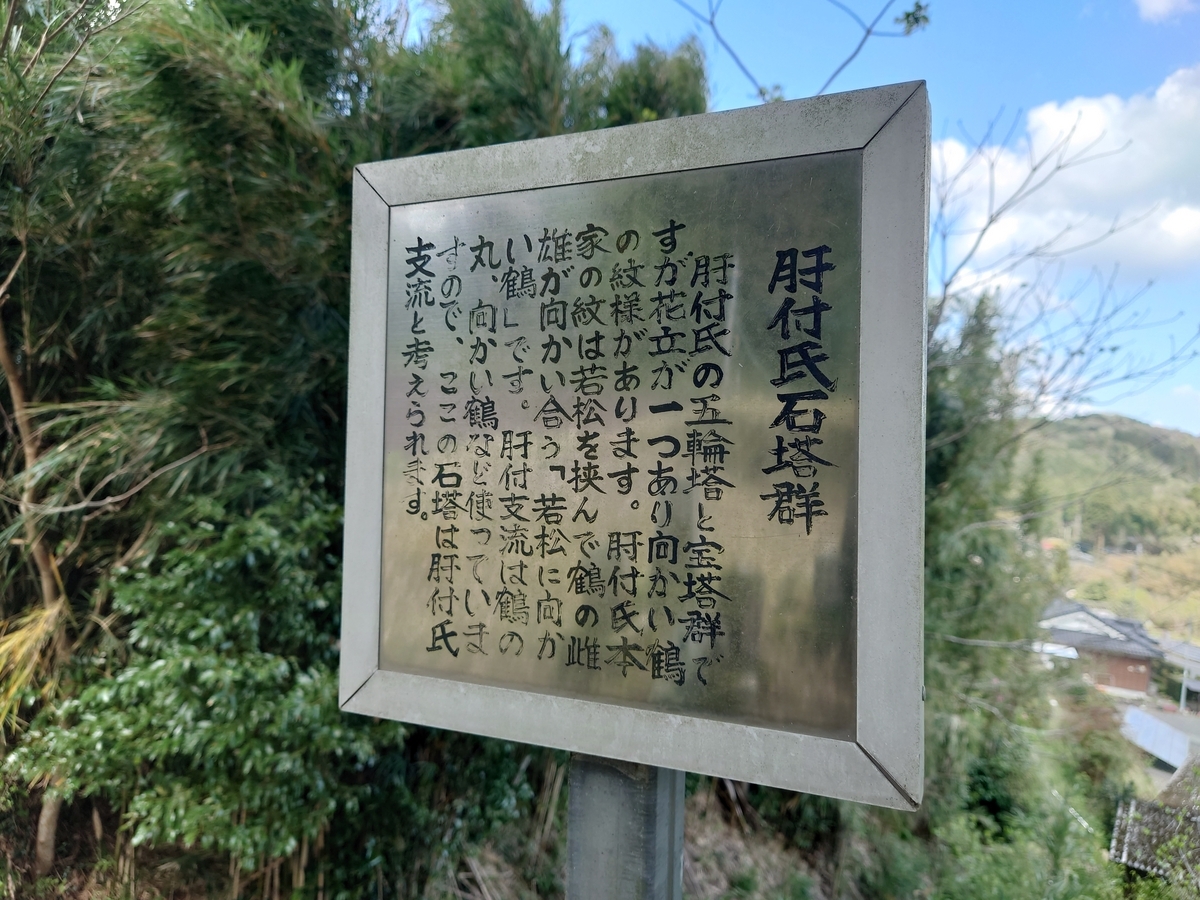 肝付氏石塔群
肝付氏の五輪塔と宝塔群で
すが花立が一つあり向かい鶴
の紋様があります。肝付氏本
家の紋は若松を挟んで鶴の雌
雄が向かい合う「若松に向か
い鶴」です。肝付支流は鶴の
丸、向かい鶴など使っていま
すので、ここの石塔は肝付氏
支流と考えられます。